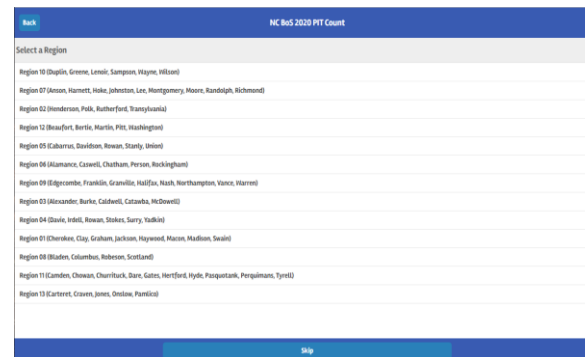 Back
NC BoS 2020 PIT Count
Select a Region
Region 10 (Duplin, Greene, Lenoir, Sampson, Wayne, Wilson)
Region 07 (Anson, Harnett, Hoke, Johnston, Lee, Montgomery, Moore, Randolph, Richmond)
Region 02 (Henderson, Polk, Rutherford, Transylvania)
Region 12 (Beaufort, Bertie, Martin, Pitt, Washington)
Region 05 (Cabarrus, Davidson, Rowan, Stanly, Union)
Region 06 (Alamance, Caswell, Chatham, Person, Rockingham)
Region 09 (Edgecombe, Franklin, Granville, Halifax, Nash, Northampton, Vance, Warren)
Region 03 (Alexander, Burke, Caldwell, Catawba, McDowell)
Region 04 (Davie, Iredell, Rowan, Stokes, Surry, Yadkin)
Region 01 (Cherokee, Clay, Graham, Jackson, Haywood, Macon, Madison, Swain)
Region 08 (Bladen, Columbus, Robeson, Scotland)
Region 11 (Camden, Chowan, Churrituck, Dare, Gates, Hertford, Hyde, Pasquotank, Perquimans, Tyrell)
Region 13 (Carteret, Craven, Jones, Onslow, Pamlico)
Skip